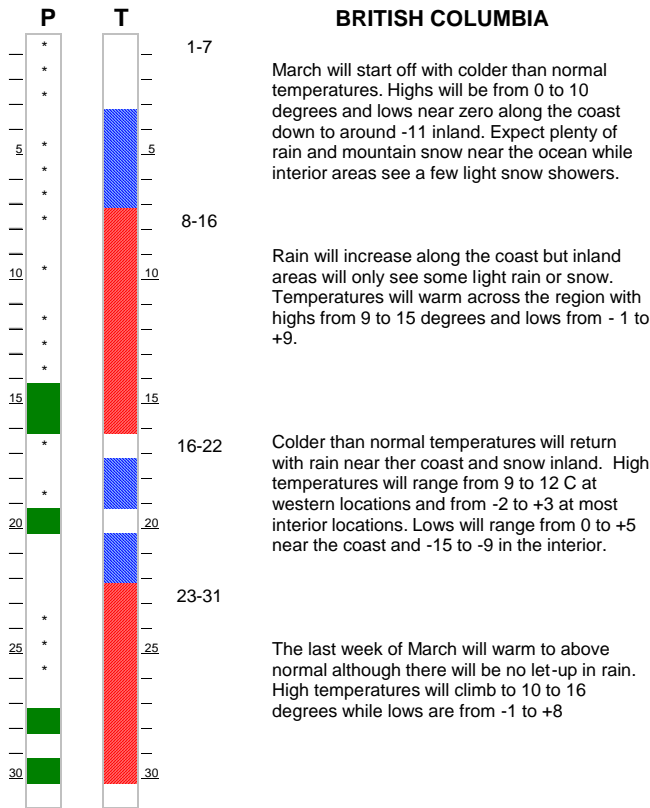 P T BRITISH COLUMBIA
1-7
March will start off with colder than normal
temperatures. Highs will be from 0 to 10
degrees and lows near zero along the coast
down to around -11 inland. Expect plenty of
rain and mountain snow near the ocean while
interior areas see a few light snow showers.
5 5
8-16
Rain will increase along the coast but inland
areas will only see some light rain or snow.
Temperatures will warm across the region with
highs from 9 to 15 degrees and lows from - 1 to
+9.
10 10
15 15
16-22
Colder than normal temperatures will return
with rain near ther coast and snow inland.  High
temperatures will range from 9 to 12 C at
western locations and from -2 to +3 at most
interior locations. Lows will range from 0 to +5
near the coast and -15 to -9 in the interior.
20 20
23-31
The last week of March will warm to above
normal although there will be no let-up in rain.
High temperatures will climb to 10 to 16
degrees while lows are from -1 to +8
25 25
30 30